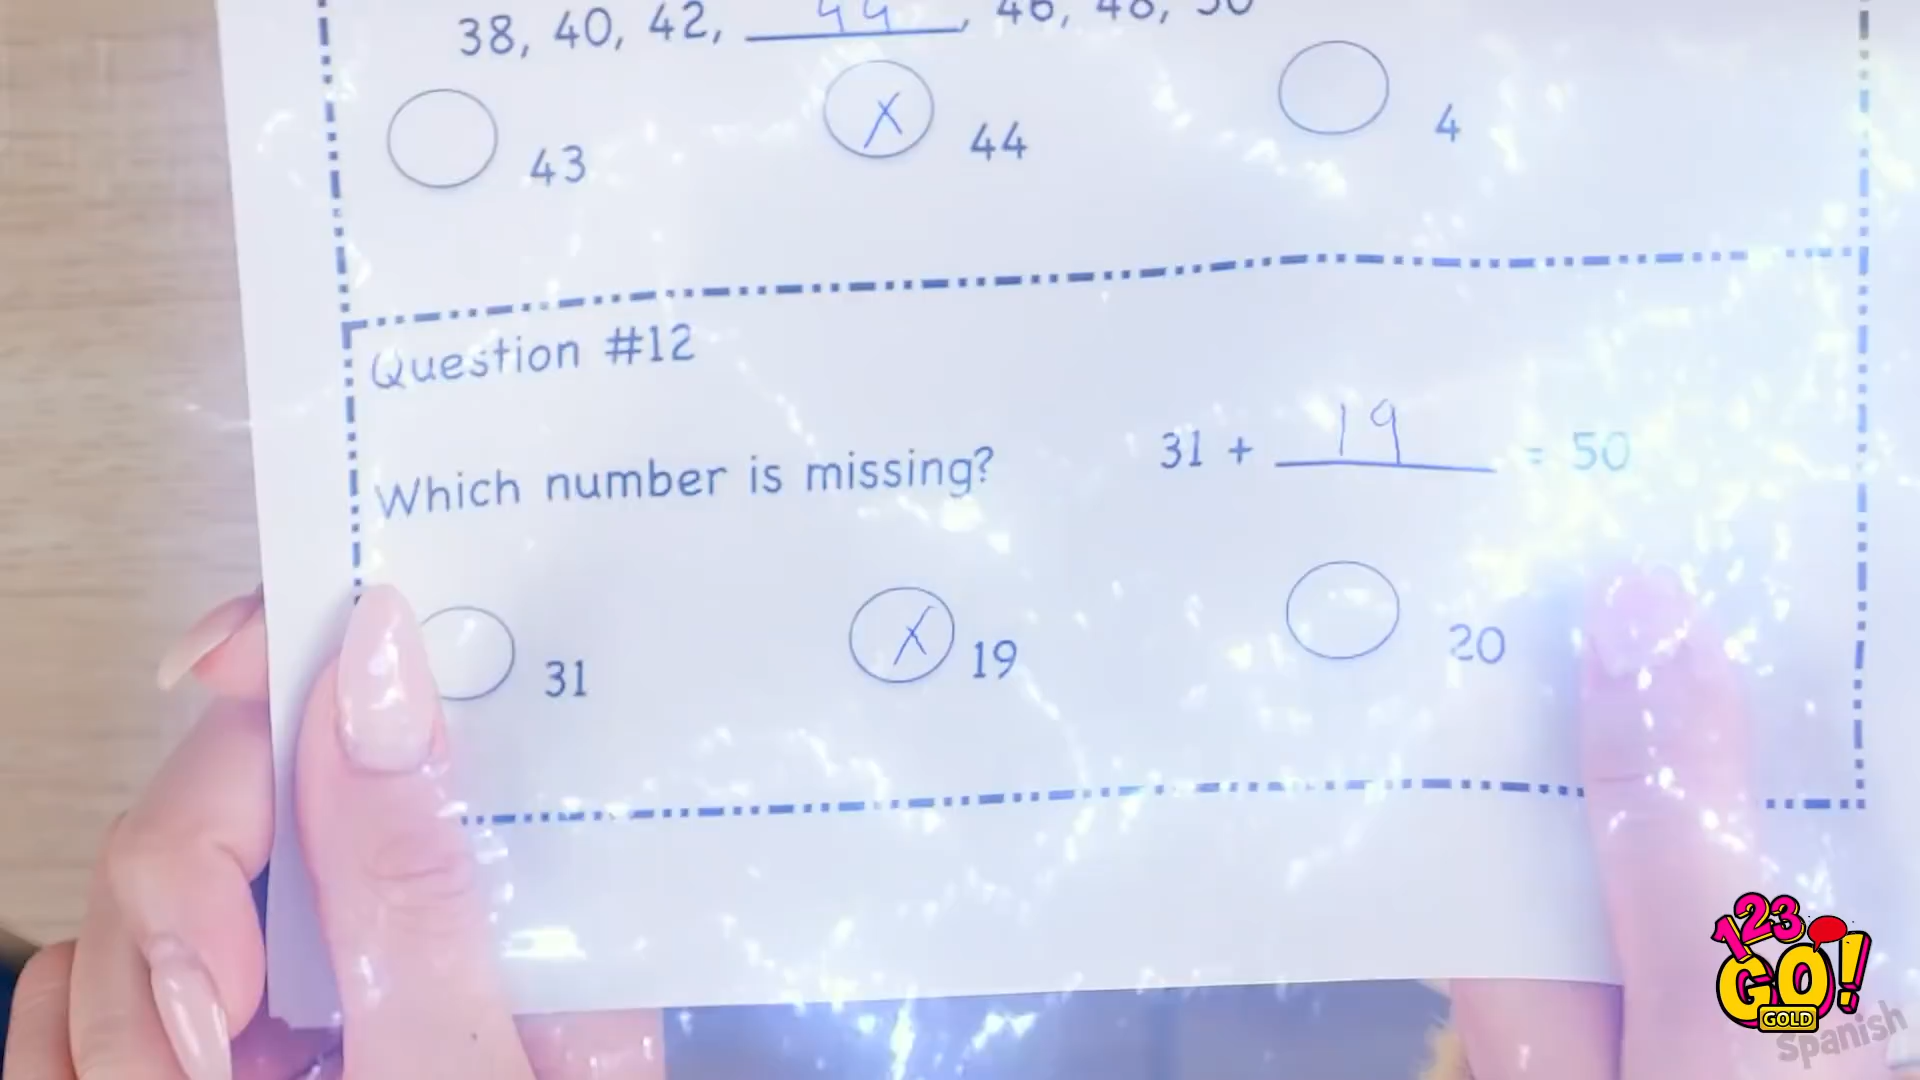 38, 40, 42, 44, 46, 48, 50
43 X 44 4
Question #12
Which number is missing? 31 + 19 = 50
31 X 19 20
123
GO!
GOLD
Spanish